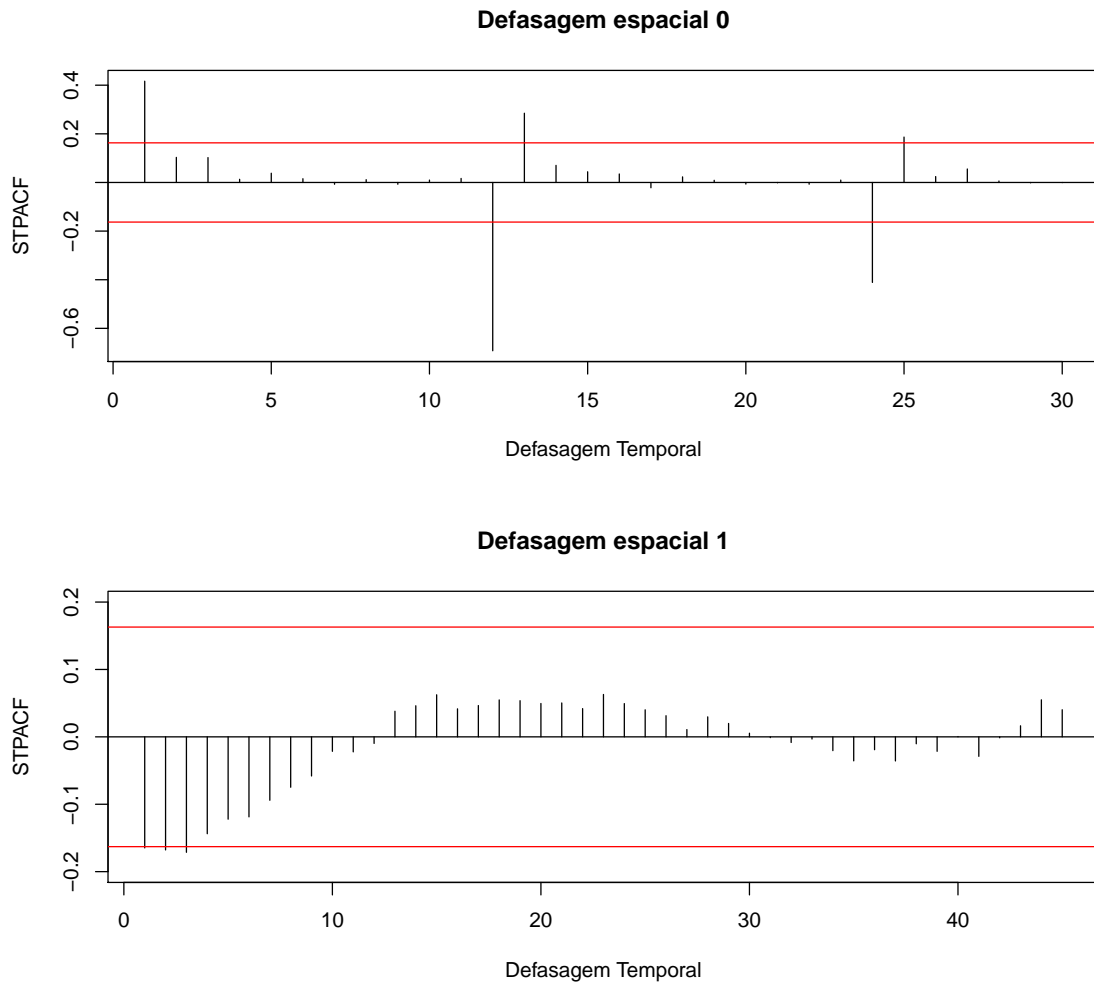 Defasagem espacial 0
STPACF
0.4
0.2
−0.2
−0.6
0 5 10 15 20 25 30
Defasagem Temporal
Defasagem espacial 1
STPACF
0.2
0.1
0.0
−0.1
−0.2
0 10 20 30 40
Defasagem Temporal